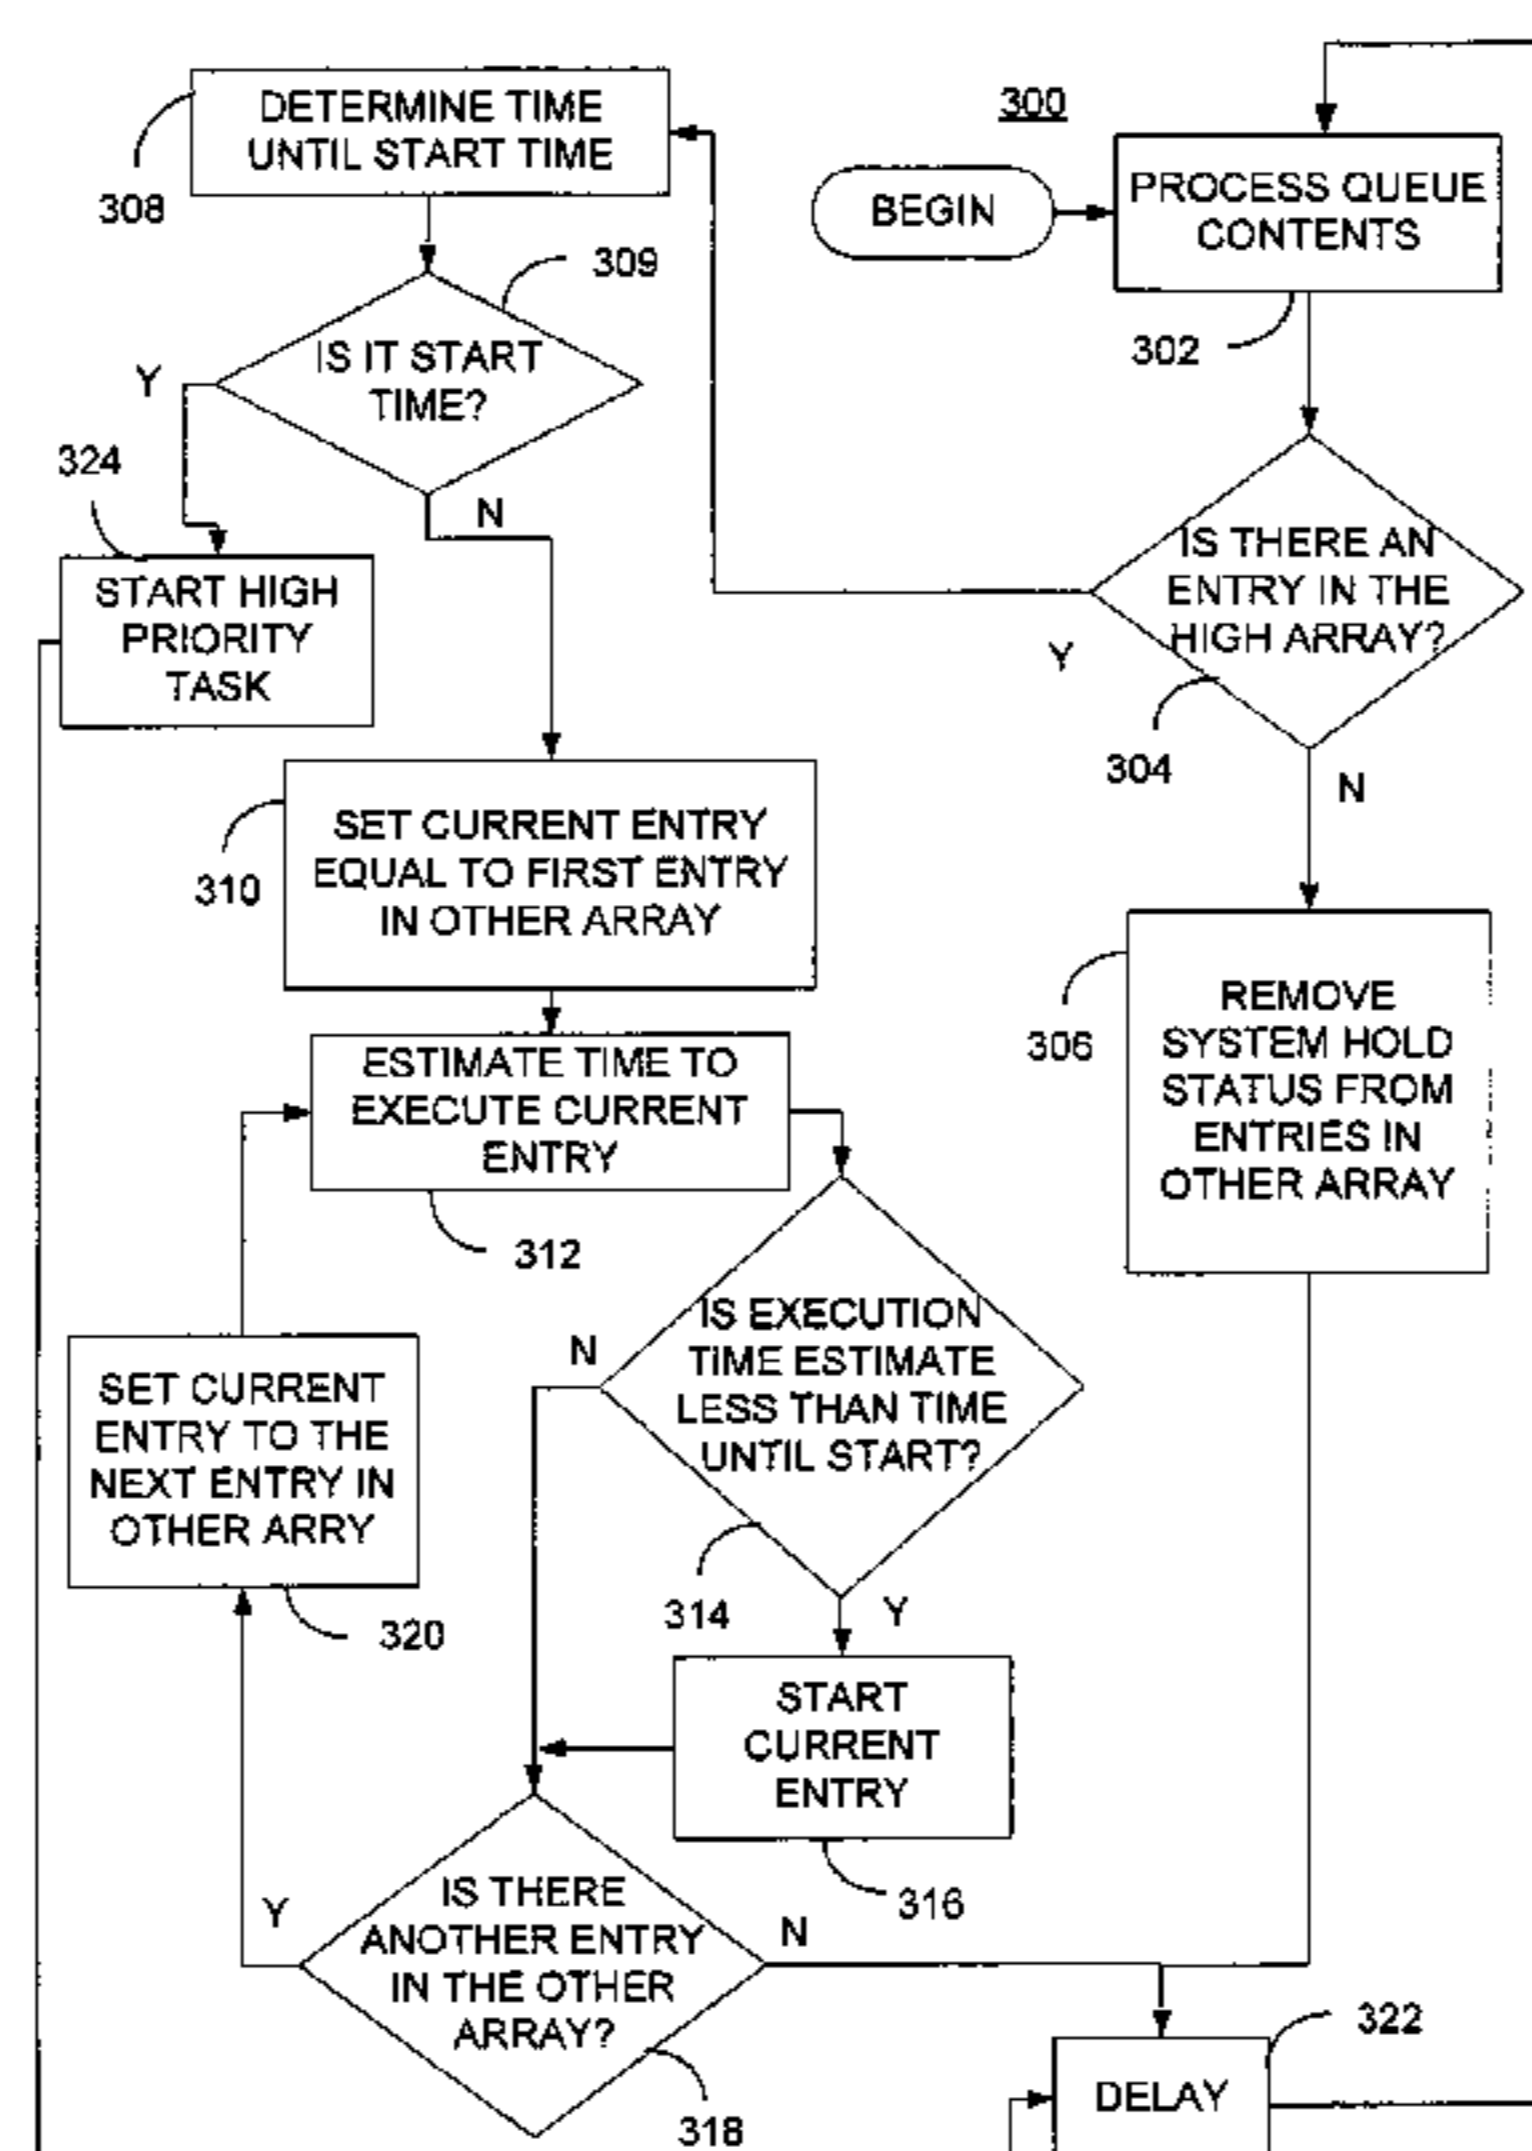 300
BEGIN
PROCESS QUEUE
CONTENTS
302
DETERMINE TIME
UNTIL START TIME
308
309
IS IT START
TIME?
Y
N
324
START HIGH
PRIORITY
TASK
IS THERE AN
ENTRY IN THE
HIGH ARRAY?
Y
304
N
SET CURRENT ENTRY
EQUAL TO FIRST ENTRY
IN OTHER ARRAY
310
REMOVE
SYSTEM HOLD
STATUS FROM
ENTRIES IN
OTHER ARRAY
306
ESTIMATE TIME TO
EXECUTE CURRENT
ENTRY
312
IS EXECUTION
TIME ESTIMATE
LESS THAN TIME
UNTIL START?
N
314
Y
SET CURRENT
ENTRY TO THE
NEXT ENTRY IN
OTHER ARRY
320
START
CURRENT
ENTRY
316
IS THERE
ANOTHER ENTRY
IN THE OTHER
ARRAY?
Y
N
318
322
DELAY